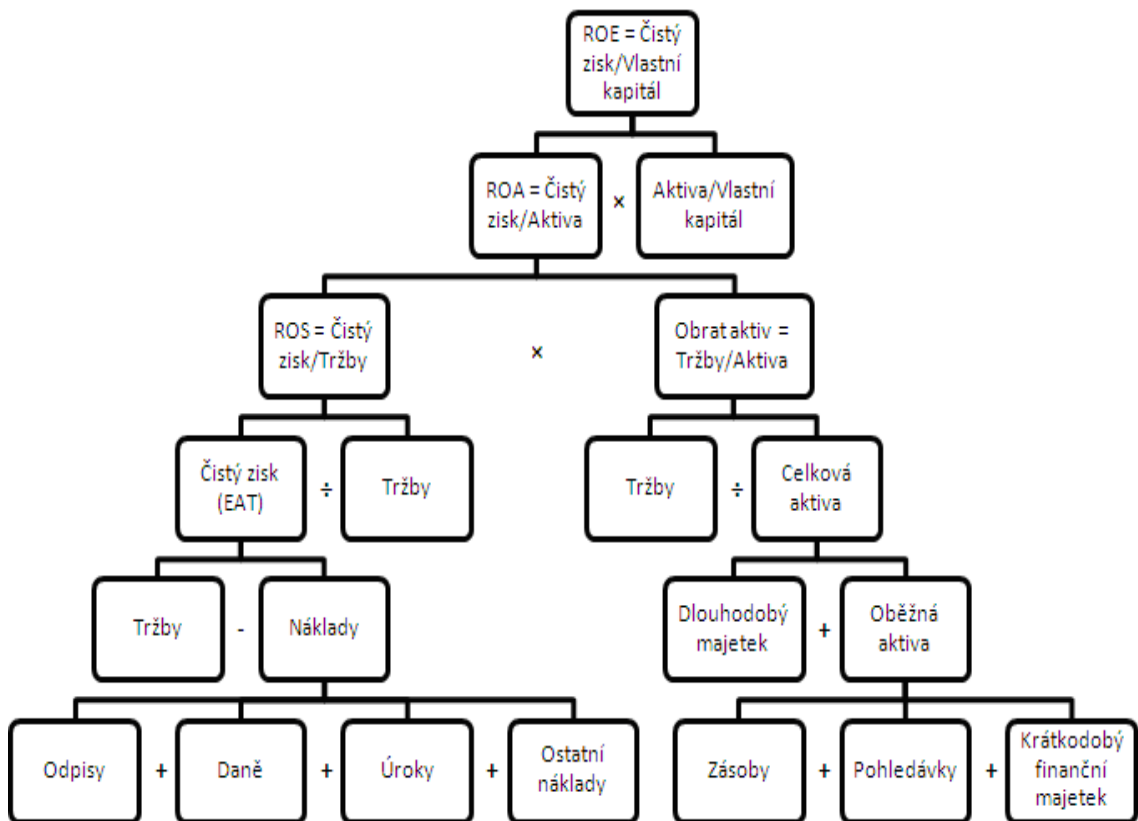 ROE = Čistý
zisk/Vlastní
kapitál
ROA = Čistý
zisk/Aktiva
×
Aktiva/Vlastní
kapitál
ROS = Čistý
zisk/Tržby
×
Obrat aktiv =
Tržby/Aktiva
Čistý zisk
(EAT)
÷
Tržby
Tržby
÷
Celková
aktiva
Tržby
-
Náklady
Dlouhodobý
majetek
+
Oběžná
aktiva
Odpisy
+
Daně
+
Úroky
+
Ostatní
náklady
Zásoby
+
Pohledávky
+
Krátkodobý
finanční
majetek